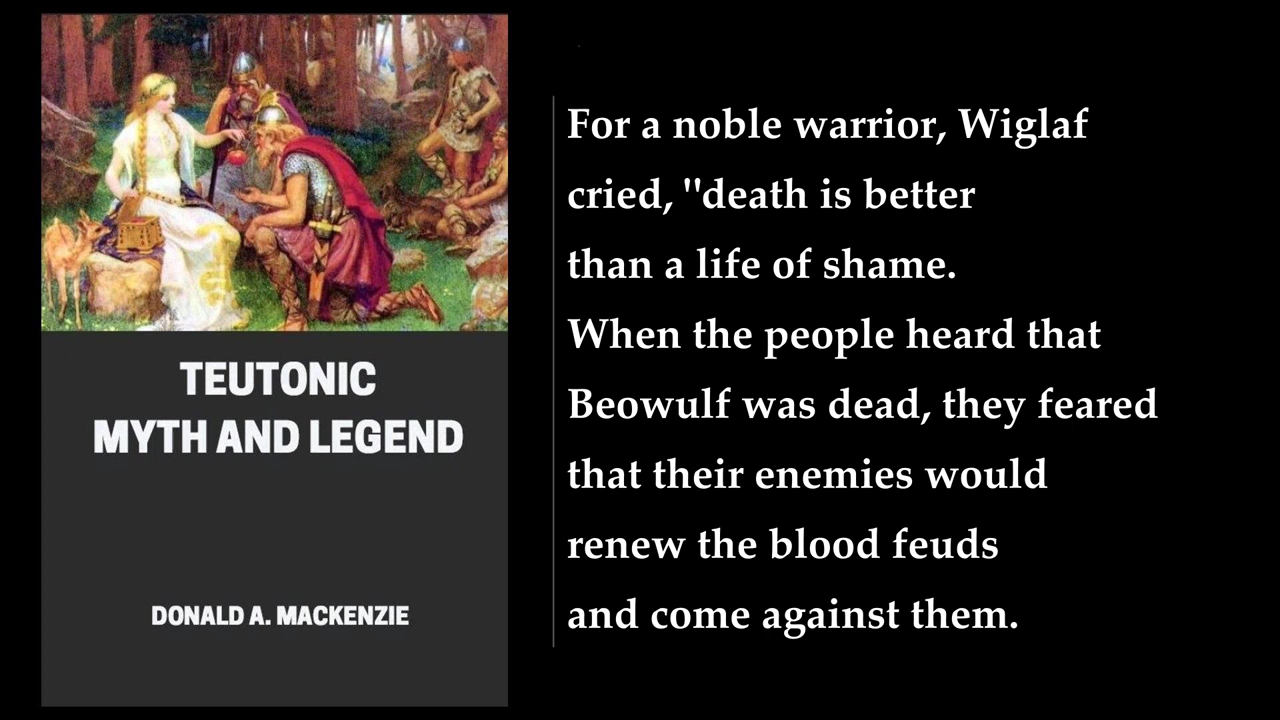 TEUTONIC
MYTH AND LEGEND
DONALD A. MACKENZIE
For a noble warrior, Wiglaf
cried, "death is better
than a life of shame.
When the people heard that
Beowulf was dead, they feared
that their enemies would
renew the blood feuds
and come against them.